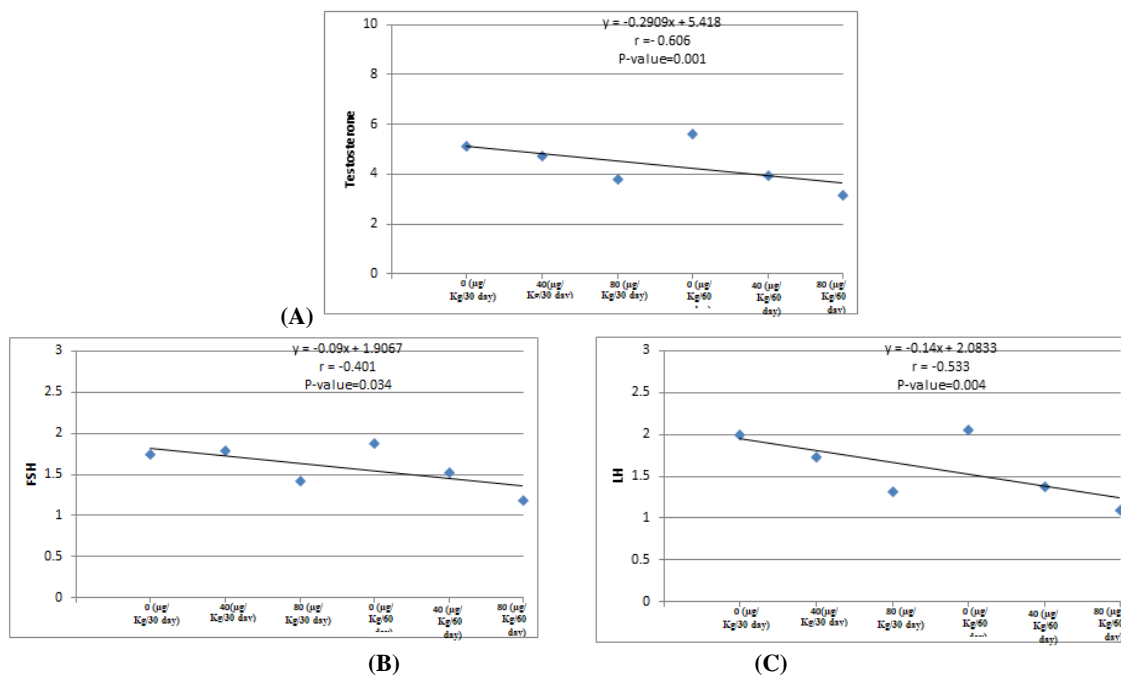 10
8
6
4
2
0
Testosterone
y = -0.2909x + 5.418
r =- 0.606
P-value=0.001
0 (µg/
Kg/30 day)
40(µg/
Kg/30 day)
80 (µg/
Kg/30 day)
0 (µg/
Kg/60
40 (µg/
Kg/60
day)
80 (µg/
Kg/60
day)
(A)
3
2.5
2
1.5
1
0.5
0
FSH
y = -0.09x + 1.9067
r = -0.401
P-value=0.034
0 (µg/
Kg/30 day)
40(µg/
Kg/30 day)
80 (µg/
Kg/30 day)
0 (µg/
Kg/60
day)
40 (µg/
Kg/60
day)
80 (µg/
Kg/60
day)
(B)
3
2.5
2
1.5
1
0.5
0
LH
y = -0.14x + 2.0833
r = -0.533
P-value=0.004
0 (µg/
Kg/30 day)
40(µg/
Kg/30 day)
80 (µg/
Kg/30 day)
0 (µg/
Kg/60
day)
40 (µg/
Kg/60
day)
80 (µg/
Kg/60
day)
(C)